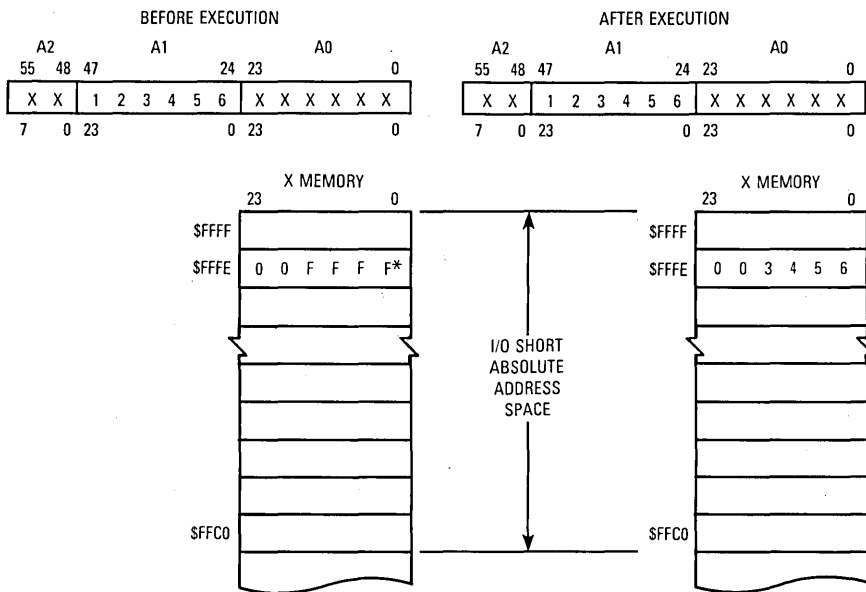 BEFORE EXECUTION
A2 A1 A0
55 48 47 24 23 0
X X 1 2 3 4 5 6 X X X X X X
7 0 23 0 23 0
AFTER EXECUTION
A2 A1 A0
55 48 47 24 23 0
X X 1 2 3 4 5 6 X X X X X X
7 0 23 0 23 0
X MEMORY
23 0
$FFFF
$FFFE 0 0 F F F F*
$FFC0
I/O SHORT
ABSOLUTE
ADDRESS
SPACE
X MEMORY
23 0
$FFFF
$FFFE 0 0 3 4 5 6
$FFC0